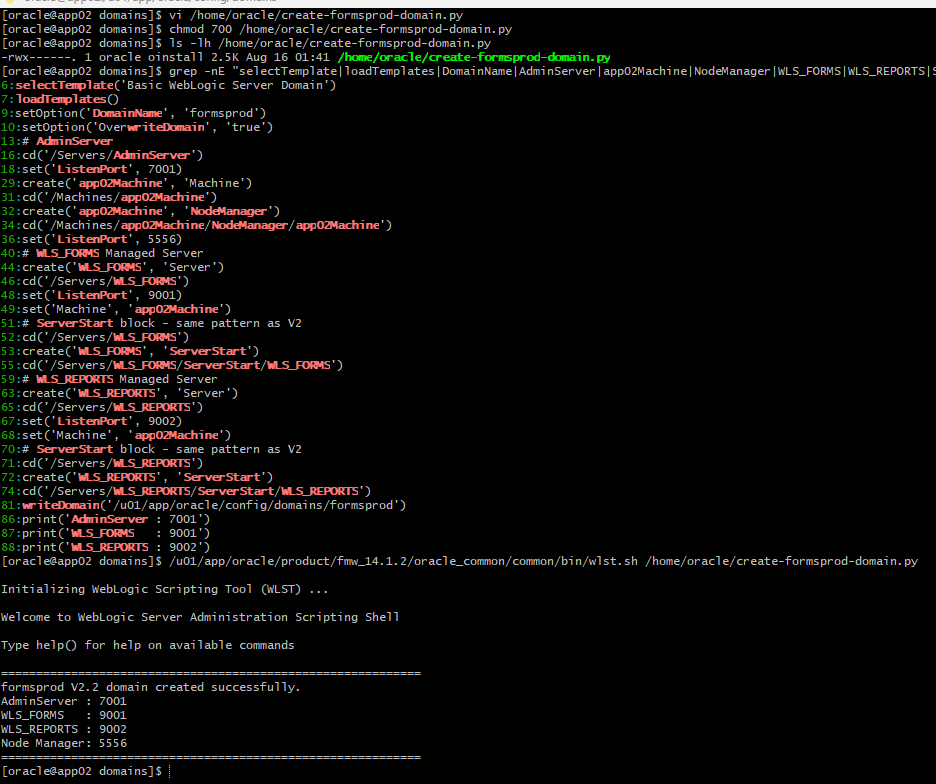 [oracle@app02 domains]$ vi /home/oracle/create-formsprod-domain.py
[oracle@app02 domains]$ chmod 700 /home/oracle/create-formsprod-domain.py
[oracle@app02 domains]$ ls -lh /home/oracle/create-formsprod-domain.py
-rwx------. 1 oracle oinstall 2.5K Aug 16 01:41 /home/oracle/create-formsprod-domain.py
[oracle@app02 domains]$ grep -nE "selectTemplate|loadTemplates|DomainName|AdminServer|app02Machine|NodeManager|WLS_FORMS|WLS_REPORTS|S
6:selectTemplate('Basic WebLogic Server Domain')
7:loadTemplates()
9:setOption('DomainName', 'formsprod')
10:setOption('OverwriteDomain', 'true')
13:# AdminServer
16:cd('/Servers/AdminServer')
18:set('ListenPort', 7001)
29:create('app02Machine', 'Machine')
31:cd('/Machines/app02Machine')
32:create('app02Machine', 'NodeManager')
34:cd('/Machines/app02Machine/NodeManager/app02Machine')
36:set('ListenPort', 5556)
40:# WLS_FORMS Managed Server
44:create('WLS_FORMS', 'Server')
46:cd('/Servers/WLS_FORMS')
48:set('ListenPort', 9001)
49:set('Machine', 'app02Machine')
51:# ServerStart block - same pattern as V2
52:cd('/Servers/WLS_FORMS')
53:create('WLS_FORMS', 'ServerStart')
55:cd('/Servers/WLS_FORMS/ServerStart/WLS_FORMS')
59:# WLS_REPORTS Managed Server
63:create('WLS_REPORTS', 'Server')
65:cd('/Servers/WLS_REPORTS')
67:set('ListenPort', 9002)
68:set('Machine', 'app02Machine')
70:# ServerStart block - same pattern as V2
71:cd('/Servers/WLS_REPORTS')
72:create('WLS_REPORTS', 'ServerStart')
74:cd('/Servers/WLS_REPORTS/ServerStart/WLS_REPORTS')
81:writeDomain('/u01/app/oracle/config/domains/formsprod')
86:print('AdminServer : 7001')
87:print('WLS_FORMS   : 9001')
88:print('WLS_REPORTS : 9002')
[oracle@app02 domains]$ /u01/app/oracle/product/fmw_14.1.2/oracle_common/common/bin/wlst.sh /home/oracle/create-formsprod-domain.py
Initializing WebLogic Scripting Tool (WLST) ...
Welcome to WebLogic Server Administration Scripting Shell
Type help() for help on available commands
============================================================
formsprod V2.2 domain created successfully.
AdminServer : 7001
WLS_FORMS   : 9001
WLS_REPORTS : 9002
Node Manager: 5556
============================================================
[oracle@app02 domains]$